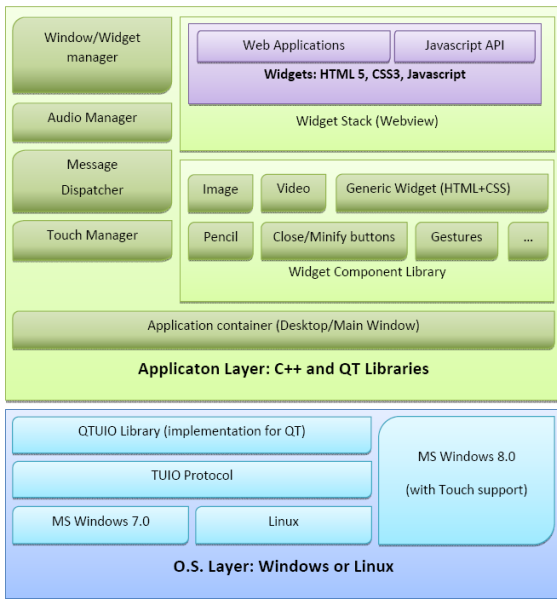 Window/Widget
manager
Audio Manager
Message
Dispatcher
Touch Manager
Web Applications
Javascript API
Widgets: HTML 5, CSS3, Javascript
Widget Stack (Webview)
Image
Video
Generic Widget (HTML+CSS)
Pencil
Close/Minify buttons
Gestures
...
Widget Component Library
Application container (Desktop/Main Window)
Applicaton Layer: C++ and QT Libraries
QTUIO Library (implementation for QT)
TUIO Protocol
MS Windows 7.0
Linux
MS Windows 8.0
(with Touch support)
O.S. Layer: Windows or Linux